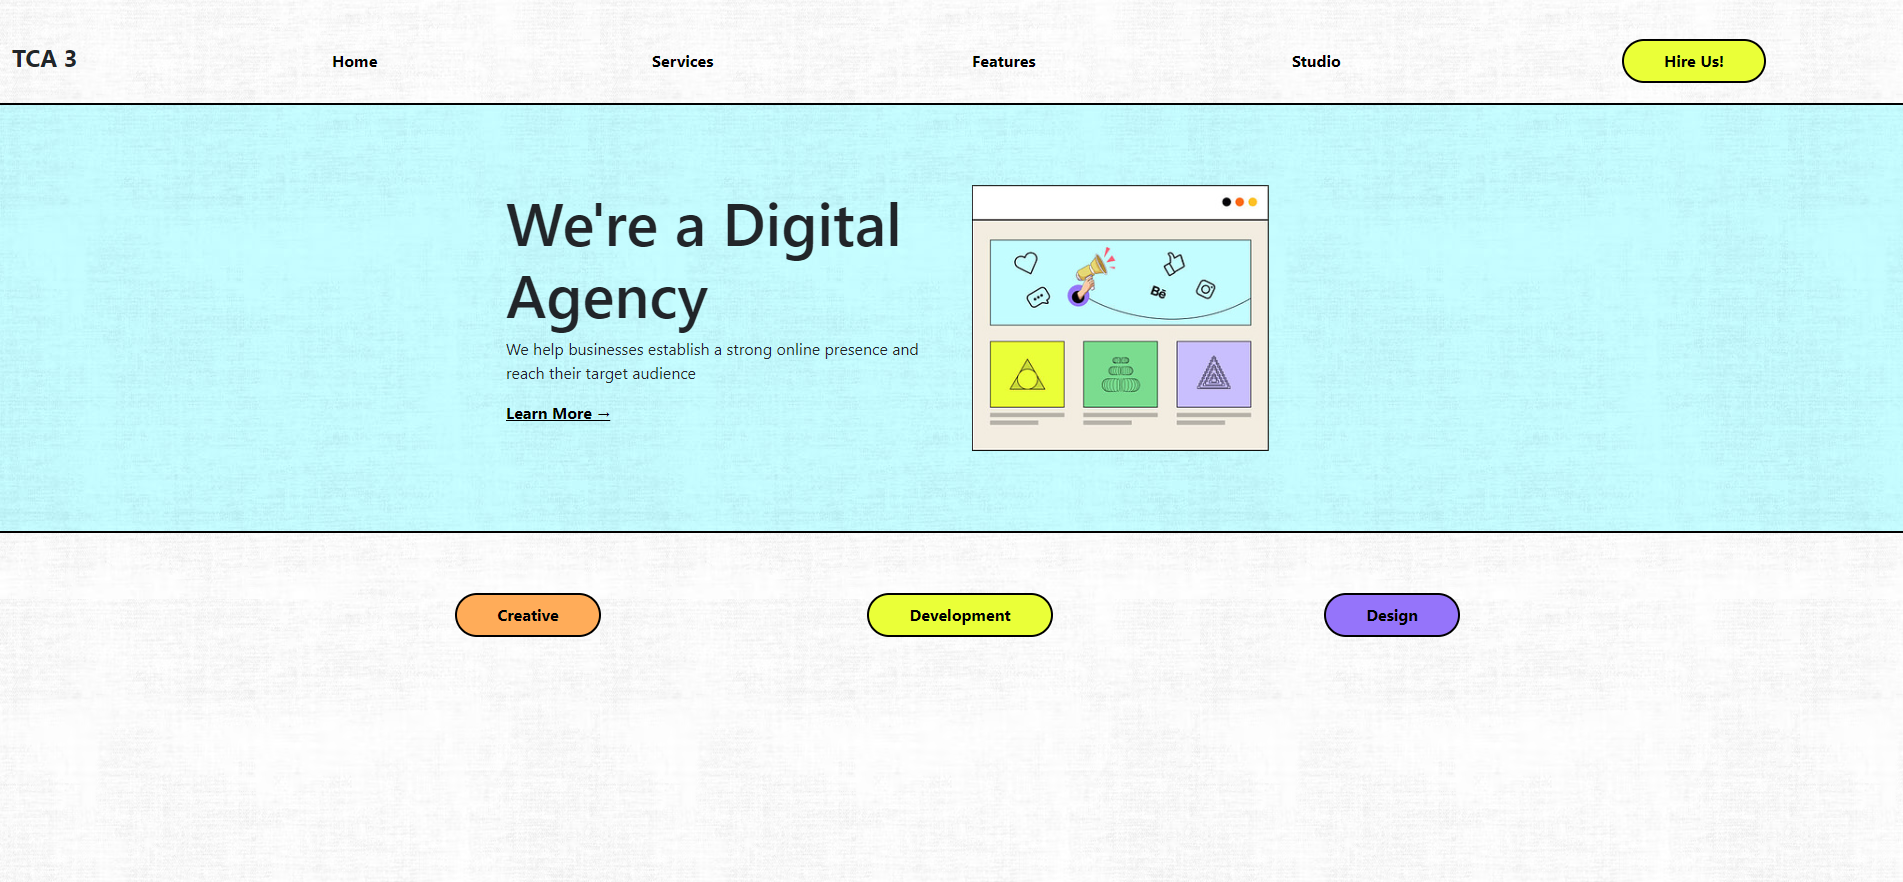 TCA 3
Home
Services
Features
Studio
Hire Us!
We're a Digital
Agency
We help businesses establish a strong online presence and
reach their target audience
Learn More →
Bē
Creative
Development
Design